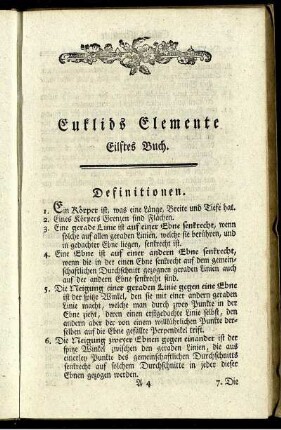 Euklids Elemente
Eilftes Buch.
Definitionen.
1. Ein Körper ist, was eine Länge, Breite und Tiefe hat.
2. Eines Körpers Grenzen sind Flächen.
3. Eine gerade Linie ist auf einer Ebne senkrecht, wenn
solche auf allen geraden Linien, welche sie berühren, und
in gedachter Ebne liegen, senkrecht ist.
4. Eine Ebne ist auf einer andern Ebne senkrecht,
wenn die in der einen Ebne senkrecht auf dem gemein-
schaftlichen Durchschnitt gezognen geraden Linien auch
auf der andern Ebne senkrecht sind.
5. Die Neigung einer geraden Linie gegen eine Ebne
ist der spitze Winkel, den sie mit einer andern geraden
Linie macht, welche man durch zwey Punkte in der
Ebne zieht, deren einen erstgedachte Linie selbst, den
andern aber der von einem willkührlichen Punkte der-
selben auf die Ebne gefällte Perpendikel trift.
6. Die Neigung zweyer Ebnen gegen einander ist der
spitze Winkel zwischen den geraden Linien, die aus
einerley Punkte des gemeinschaftlichen Durchschnitts
senkrecht auf solchem Durchschnitte in jeder dieser
Ebnen gezogen werden.
A 4 7. Die